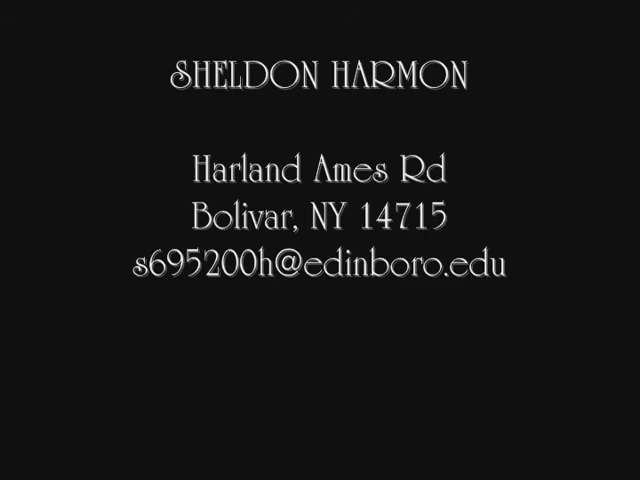 SHELDON HARMON
Harland Ames Rd
Bolivar, NY 14715
s695200h@edinboro.edu